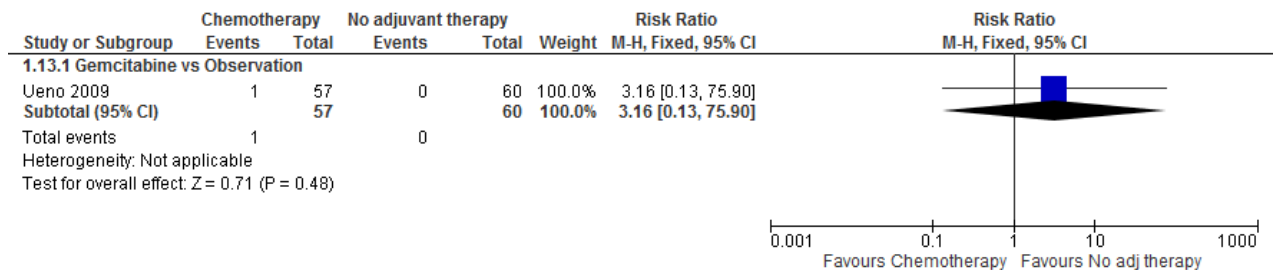 Chemotherapy No adjuvant therapy Risk Ratio Risk Ratio
Study or Subgroup Events Total Events Total Weight M-H, Fixed, 95% CI M-H, Fixed, 95% CI
1.13.1 Gemcitabine vs Observation
Ueno 2009 1 57 0 60 100.0% 3.16 [0.13, 75.90]
Subtotal (95% CI) 57 60 100.0% 3.16 [0.13, 75.90]
Total events 1 0
Heterogeneity: Not applicable
Test for overall effect: Z = 0.71 (P = 0.48)
0.001 0.1 1 10 1000
Favours Chemotherapy Favours No adj therapy